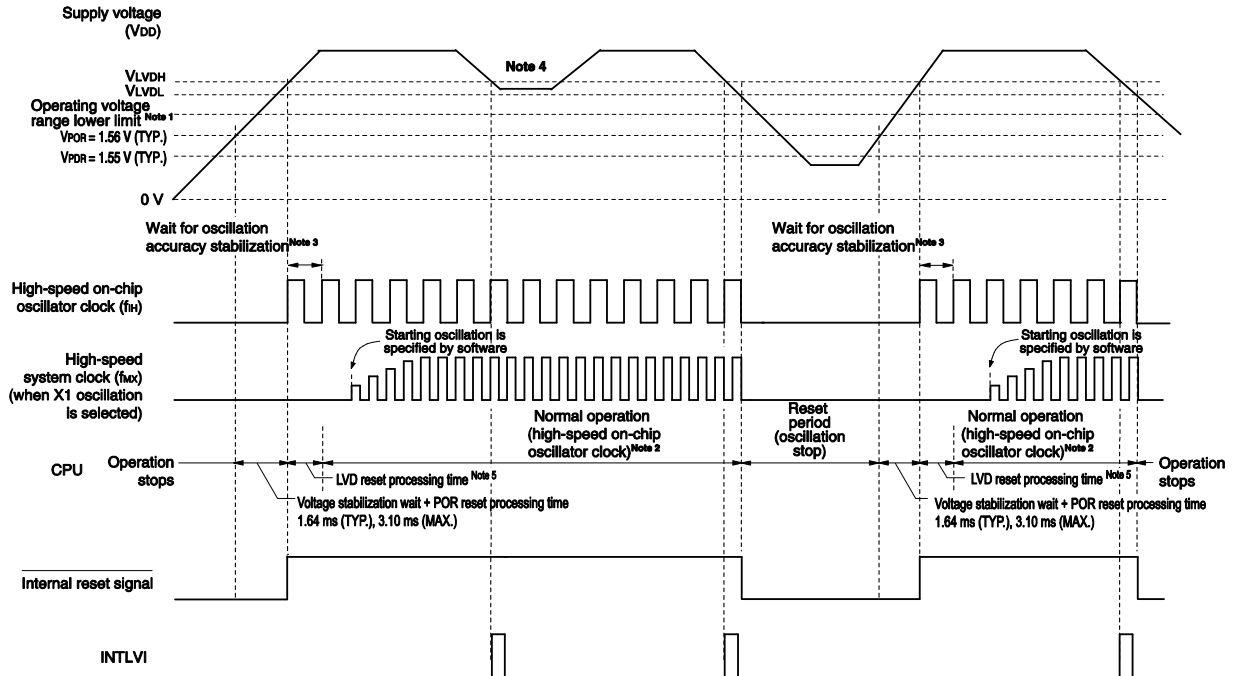 Supply voltage
(VDD)
Note 4
VLVDH
VLVDL
Operating voltage
range lower limit Note 1
VPOR = 1.56 V (TYP.)
VPDR = 1.55 V (TYP.)
0 V
Wait for oscillation
accuracy stabilization Note 3
Wait for oscillation
accuracy stabilization Note 3
High-speed on-chip
oscillator clock (fIH)
Starting oscillation is
specified by software
Starting oscillation is
specified by software
High-speed
system clock (fMX)
(when X1 oscillation
is selected)
Normal operation
(high-speed on-chip
oscillator clock) Note 2
Reset
period
(oscillation
stop)
Normal operation
(high-speed on-chip
oscillator clock) Note 2
CPU
Operation
stops
LVD reset processing time Note 5
Voltage stabilization wait + POR reset processing time
1.64 ms (TYP.), 3.10 ms (MAX.)
LVD reset processing time Note 5
Voltage stabilization wait + POR reset processing time
1.64 ms (TYP.), 3.10 ms (MAX.)
Operation
stops
Internal reset signal
INTLVI